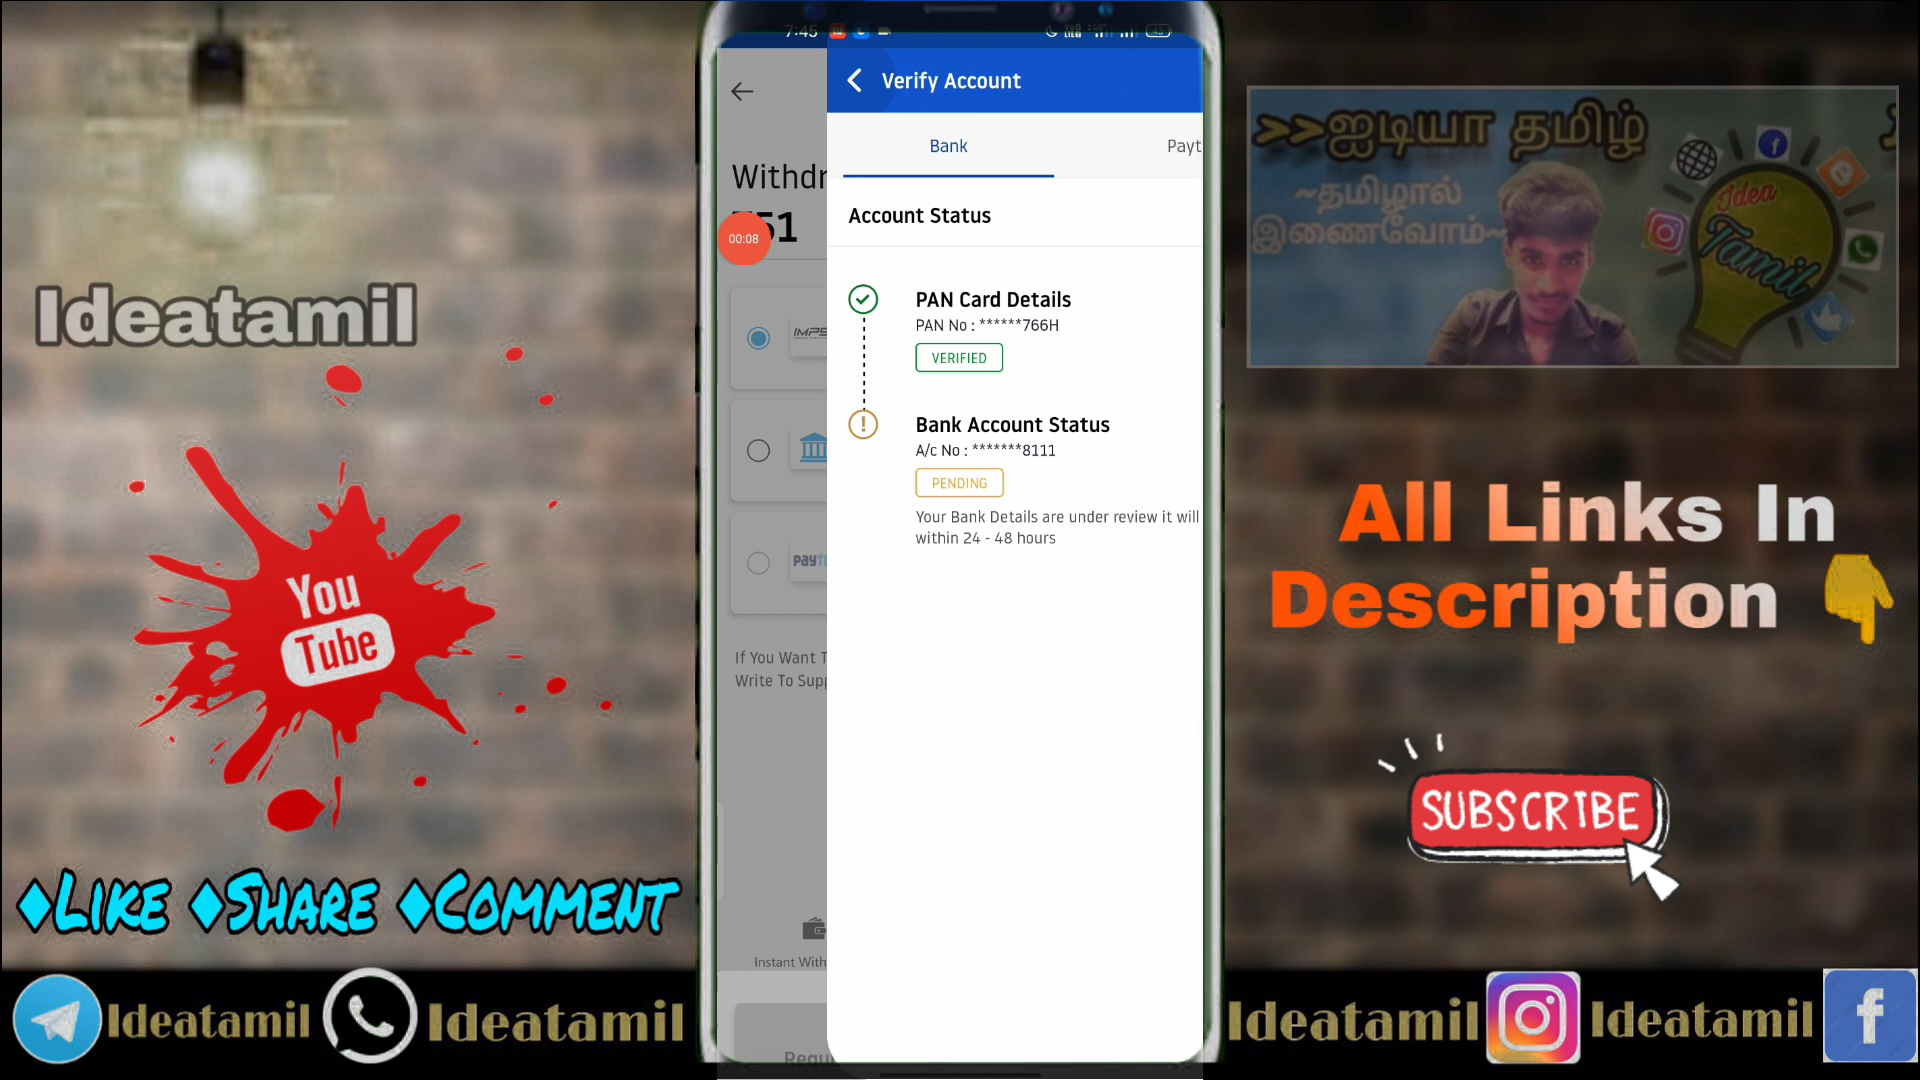 Ideatamil
You
Tube
♦LIKE ♦SHARE ♦COMMENT
Ideatamil
Ideatamil
7:45
Withdr
51
00:08
IMPS
If You Want T
Write To Supp
Instant With
Requ
Verify Account
Bank
Payt
Account Status
PAN Card Details
PAN No : ******766H
VERIFIED
!
Bank Account Status
A/c No : *******8111
PENDING
Your Bank Details are under review it will
within 24 - 48 hours
>>ஐடியா தமிழ்
~தமிழால்
இணைவோம்~
Idea
Tamil
All Links In
Description 👇
SUBSCRIBE
Ideatamil
Ideatamil